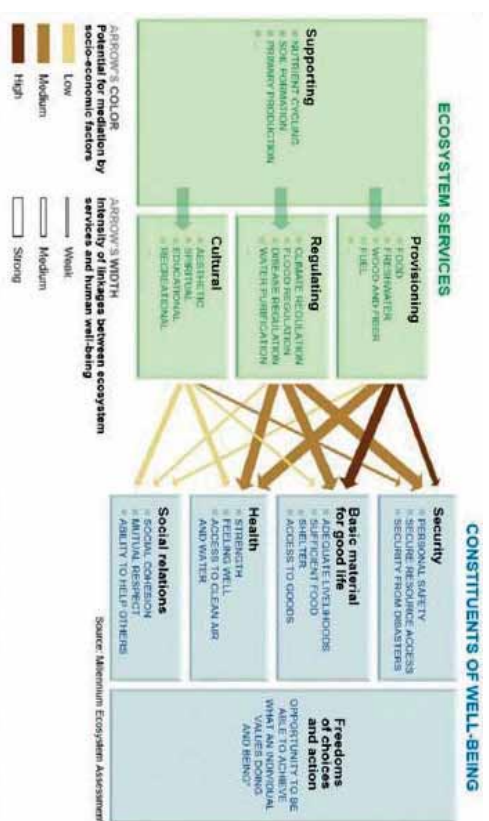 ECOSYSTEM SERVICES
Supporting
NUTRIENT CYCLING
SOIL FORMATION
PRIMARY PRODUCTION
...
Provisioning
FOOD
FRESHWATER
WOOD AND FIBER
FUEL
...
Regulating
CLIMATE REGULATION
FLOOD REGULATION
DISEASE REGULATION
WATER PURIFICATION
...
Cultural
AESTHETIC
SPIRITUAL
EDUCATIONAL
RECREATIONAL
...
CONSTITUENTS OF WELL-BEING
Security
PERSONAL SAFETY
SECURE RESOURCE ACCESS
SECURITY FROM DISASTERS
Basic material
for good life
ADEQUATE LIVELIHOODS
SUFFICIENT FOOD
SHELTER
ACCESS TO GOODS
Health
STRENGTH
FEELING WELL
ACCESS TO CLEAN AIR
AND WATER
Social relations
SOCIAL COHESION
MUTUAL RESPECT
ABILITY TO HELP OTHERS
Freedoms
of choices
and action
OPPORTUNITY TO BE
ABLE TO ACHIEVE
WHAT AN INDIVIDUAL
VALUES DOING
AND BEING"
Source: Millennium Ecosystem Assessment
ARROW'S COLOR
Potential for mediation by
socio-economic factors
Low
Medium
High
ARROW'S WIDTH
Intensity of linkages between ecosystem
services and human well-being
Weak
Medium
Strong